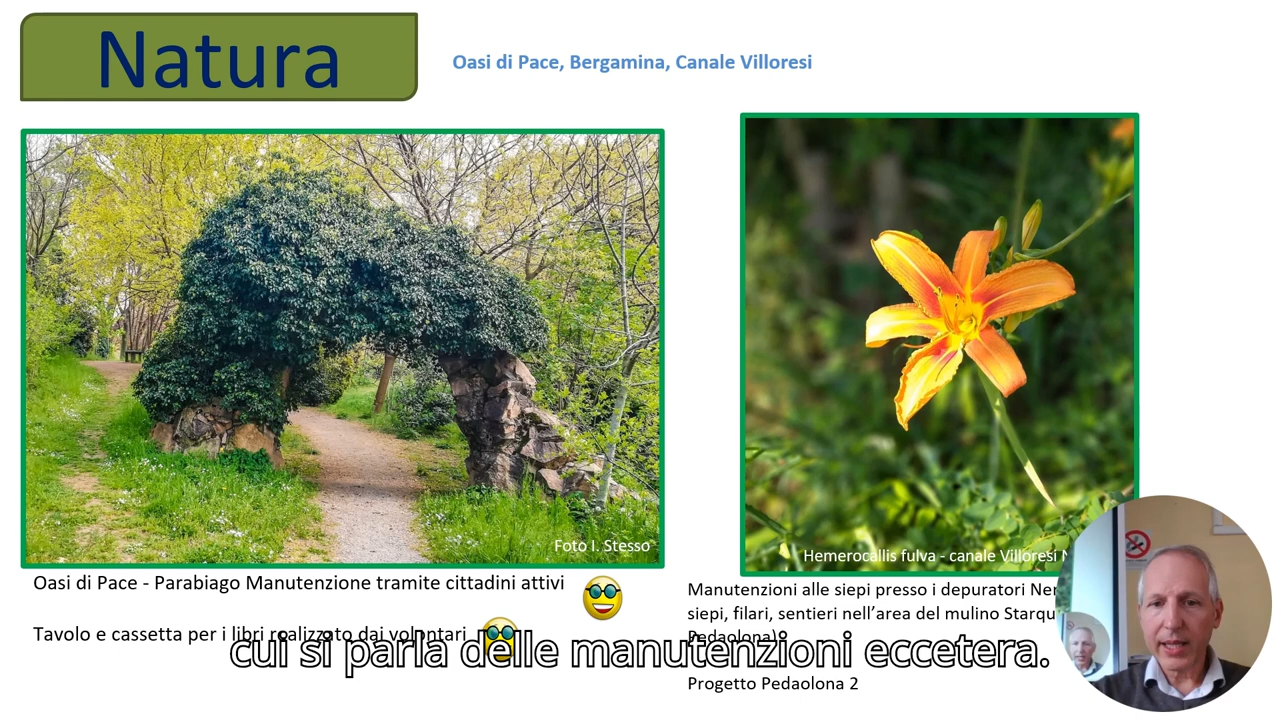 Natura
Oasi di Pace, Bergamina, Canale Villoresi
Foto I. Stesso
Hemerocallis fulva - canale Villoresi
Oasi di Pace - Parabiago Manutenzione tramite cittadini attivi
Tavolo e cassetta per i libri realizzato dai volontari
Manutenzioni alle siepi presso i depuratori
siepi, filari, sentieri nell’area del mulino
Pedaolona)
cui si parla delle manutenzioni eccetera.
Progetto Pedaolona 2